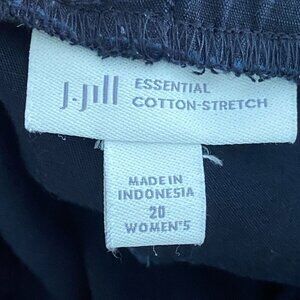 J.Jill ESSENTIAL
COTTON-STRETCH
MADE IN
INDONESIA
20
WOMEN'S